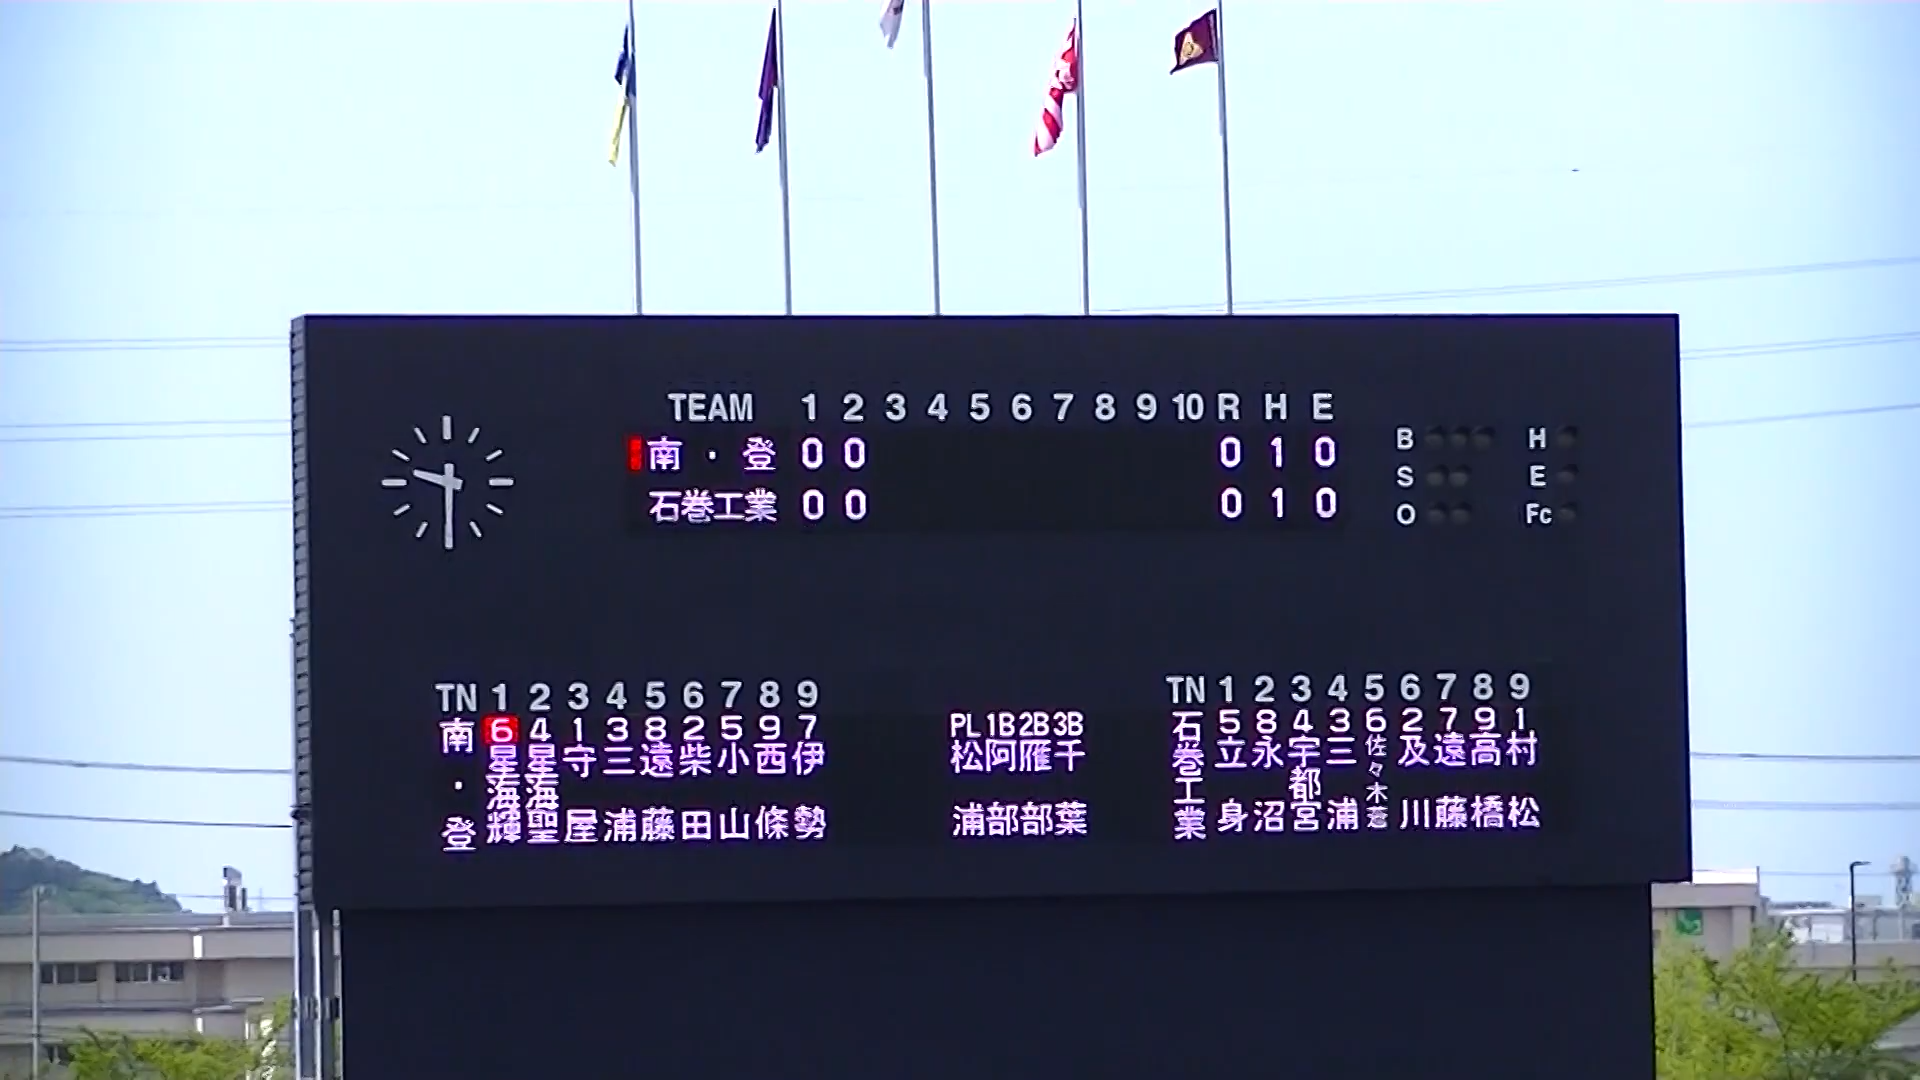 TEAM 1 2 3 4 5 6 7 8 9 10 R H E
南・登 0 0 0 1 0
石巻工業 0 0 0 1 0
B H
S E
O Fc
TN 1 2 3 4 5 6 7 8 9
南・登 6 4 1 3 8 2 5 9 7
星海輝 星海聖 守屋 三浦 遠藤 柴田 小山 西條 伊勢
PL 1B 2B 3B
松浦 阿部 雁部 千葉
TN 1 2 3 4 5 6 7 8 9
石巻工業 5 8 4 3 6 2 7 9 1
立身 永沼 宇都宮 三浦 佐々木 及川 遠藤 高橋 村松